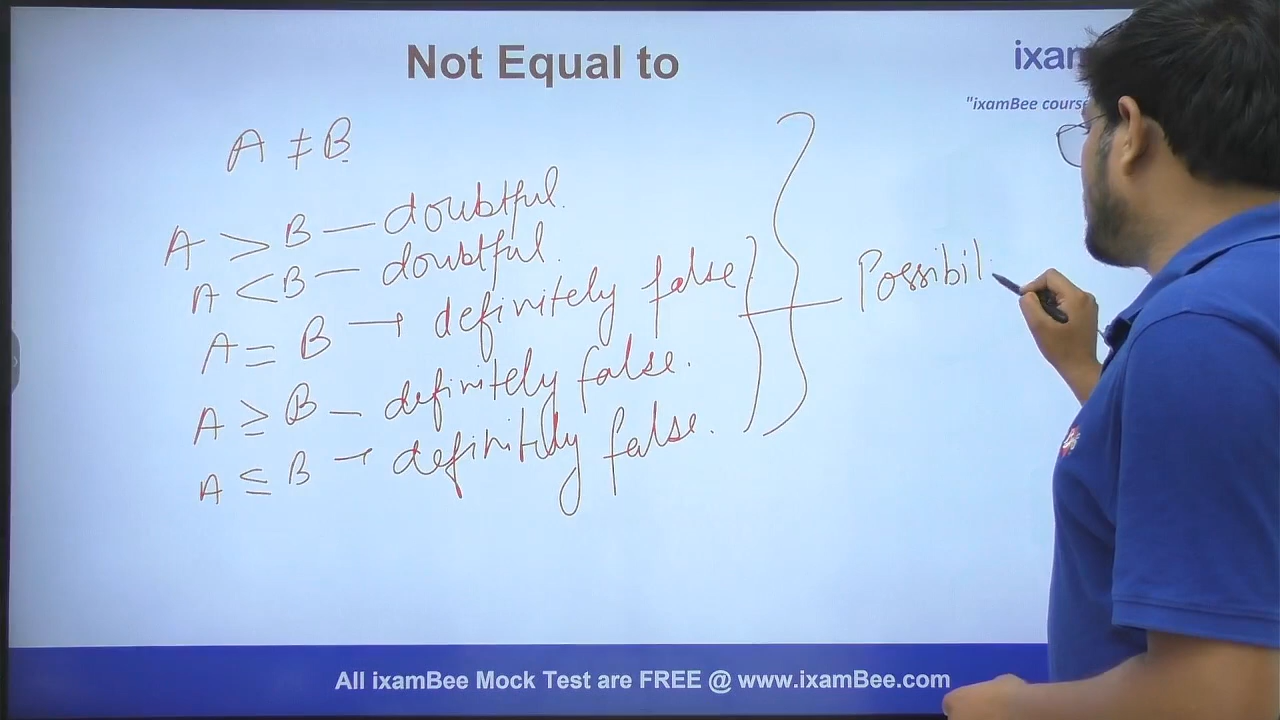 Not Equal to
ixam
"ixamBee course
A ≠ B
A > B — doubtful.
A < B — doubtful.
A = B → definitely false
A ≥ B — definitely false.
A ≤ B → definitely false.
Possibil
All ixamBee Mock Test are FREE @ www.ixamBee.com